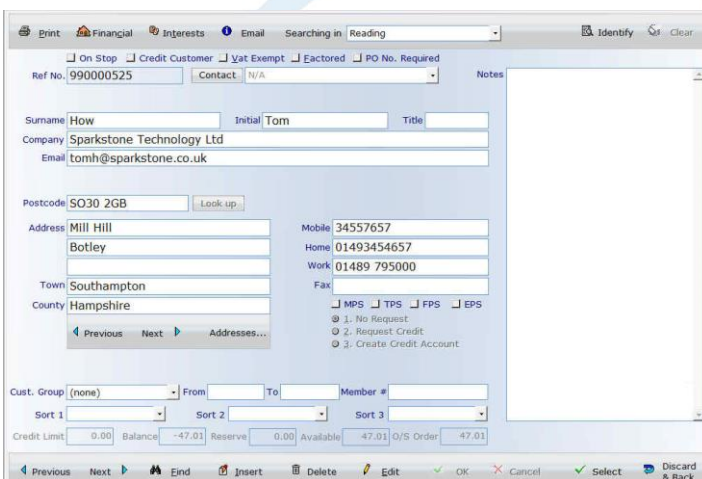 Print Financial Interests Email Searching in Reading Identify Clear
On Stop Credit Customer Vat Exempt Factored PO No. Required
Ref No. 990000525 Contact N/A Notes
Surname How Initial Tom Title
Company Sparkstone Technology Ltd
Email tomh@sparkstone.co.uk
Postcode SO30 2GB Look up
Address Mill Hill Mobile 34557657
Botley Home 01493454657
Work 01489 795000
Town Southampton Fax
County Hampshire MPS TPS FPS EPS
1. No Request
Previous Next Addresses... 2. Request Credit
3. Create Credit Account
Cust. Group (none) From To Member #
Sort 1 Sort 2 Sort 3
Credit Limit 0.00 Balance -47.01 Reserve 0.00 Available 47.01 O/S Order 47.01
Previous Next Find Insert Delete Edit OK Cancel Select Discard
& Back